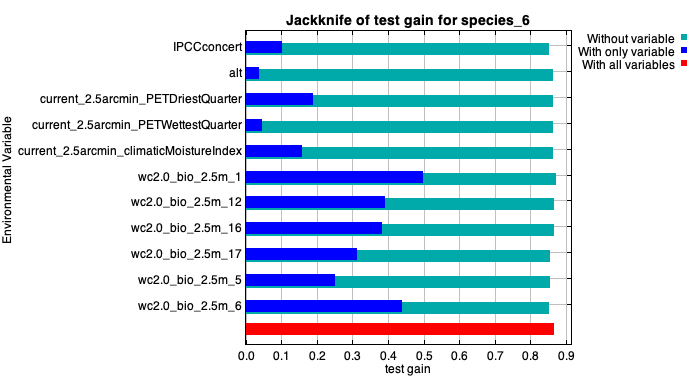 Jackknife of test gain for species_6
Without variable
With only variable
With all variables
Environmental Variable
IPCCconcert
alt
current_2.5arcmin_PETDriestQuarter
current_2.5arcmin_PETWettestQuarter
current_2.5arcmin_climaticMoistureIndex
wc2.0_bio_2.5m_1
wc2.0_bio_2.5m_12
wc2.0_bio_2.5m_16
wc2.0_bio_2.5m_17
wc2.0_bio_2.5m_5
wc2.0_bio_2.5m_6
0.0 0.1 0.2 0.3 0.4 0.5 0.6 0.7 0.8 0.9
test gain